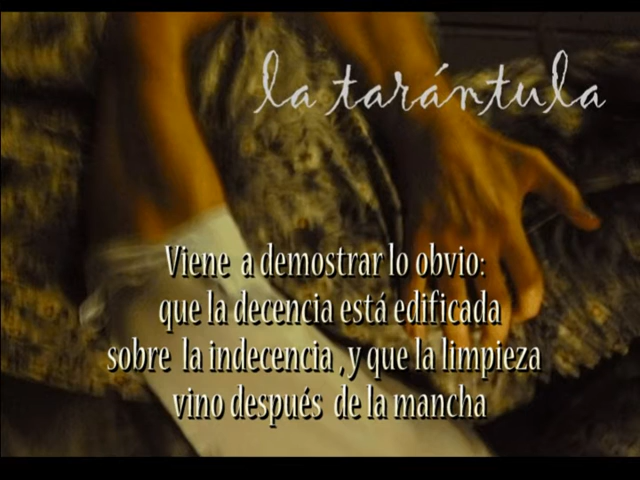 la tarántula
Viene a demostrar lo obvio:
que la decencia está edificada
sobre la indecencia , y que la limpieza
vino después de la mancha